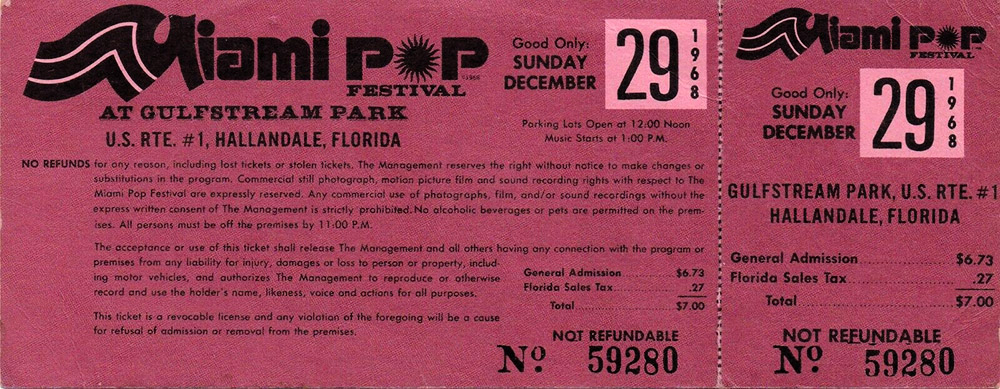 Miami POP
FESTIVAL
AT GULFSTREAM PARK
U.S. RTE. #1, HALLANDALE, FLORIDA
Good Only:
SUNDAY
DECEMBER
29
1968
Parking Lots Open at 12:00 Noon
Music Starts at 1:00 P.M.
NO REFUNDS for any reason, including lost tickets or stolen tickets. The Management reserves the right without notice to make changes or
substitutions in the program. Commercial still photograph, motion picture film and sound recording rights with respect to The
Miami Pop Festival are expressly reserved. Any commercial use of photographs, film, and/or sound recordings without the
express written consent of The Management is strictly prohibited. No alcoholic beverages or pets are permitted on the prem-
ises. All persons must be off the premises by 11:00 P.M.
The acceptance or use of this ticket shall release The Management and all others having any connection with the program or
premises from any liability for injury, damages or loss to person or property, includ-
ing motor vehicles, and authorizes The Management to reproduce or otherwise
record and use the holder's name, likeness, voice and actions for all purposes.
This ticket is a revocable license and any violation of the foregoing will be a cause
for refusal of admission or removal from the premises.
General Admission $6.73
Florida Sales Tax .27
Total $7.00
NOT REFUNDABLE
No. 59280
Miami POP
FESTIVAL
Good Only:
SUNDAY
DECEMBER
29
1968
GULFSTREAM PARK, U.S. RTE. #1
HALLANDALE, FLORIDA
General Admission $6.73
Florida Sales Tax .27
Total $7.00
NOT REFUNDABLE
No. 59280